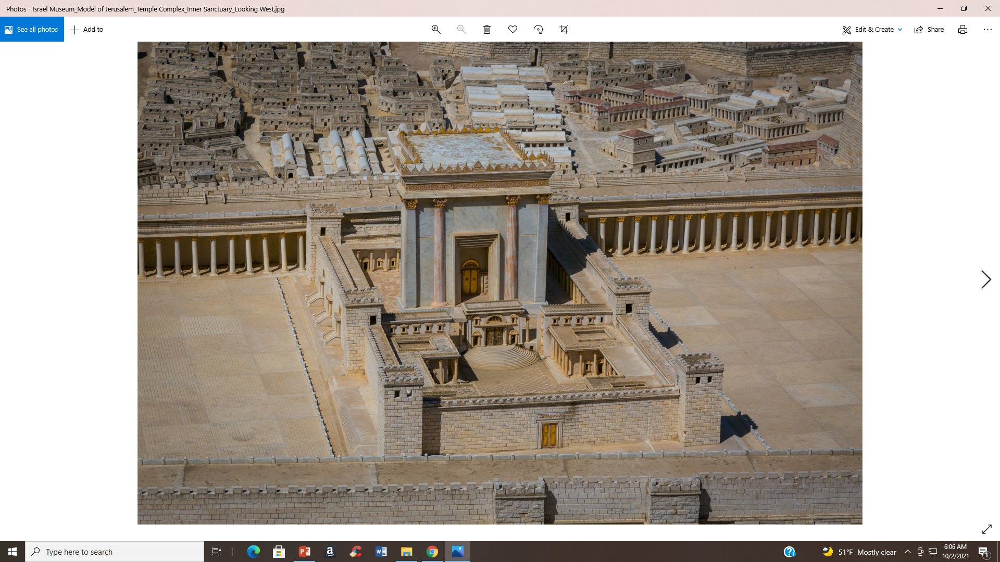 Photos - Israel Museum_Model of Jerusalem_Temple Complex_Inner Sanctuary_Looking West.jpg
See all photos
Add to
Edit & Create
Share
Type here to search
51°F Mostly clear
6:06 AM
10/2/2021
1